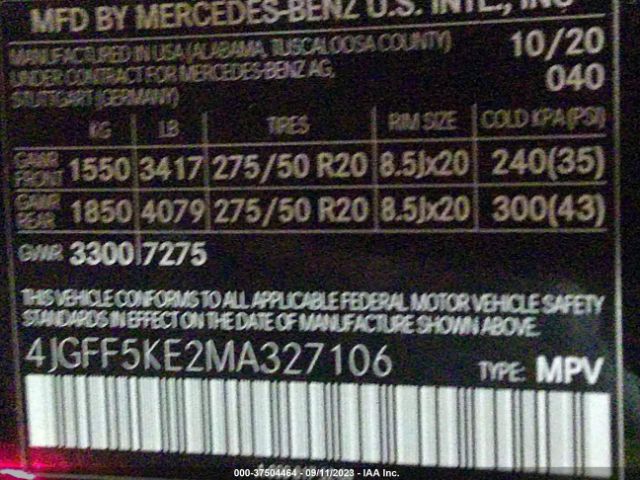 MFD BY MERCEDES-BENZ U.S. INTL., INC
MANUFACTURED IN USA (ALABAMA, TUSCALOOSA COUNTY) 10/20
UNDER CONTRACT FOR MERCEDES-BENZ AG, 040
STUTTGART (GERMANY)
KG LB TIRES RIM SIZE COLD KPA (PSI)
GAWR FRONT 1550 3417 275/50 R20 8.5Jx20 240(35)
GAWR REAR 1850 4079 275/50 R20 8.5Jx20 300(43)
GVWR 3300 7275
THIS VEHICLE CONFORMS TO ALL APPLICABLE FEDERAL MOTOR VEHICLE SAFETY
STANDARDS IN EFFECT ON THE DATE OF MANUFACTURE SHOWN ABOVE.
4JGFF5KE2MA327106 TYPE: MPV
000-37504464 - 09/11/2023 - IAA Inc.